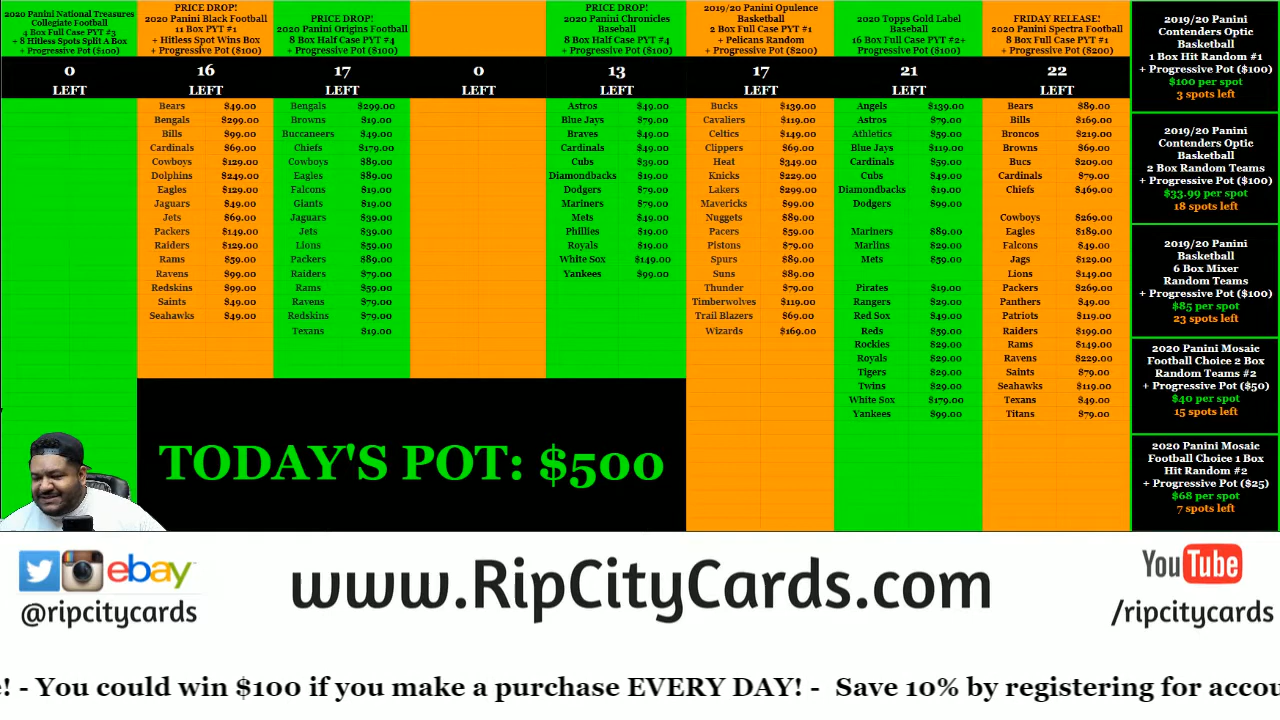 2020 Panini National Treasures
Collegiate Football
4 Box Full Case PYT #3
+ 8 Hitless Spots Split A Box
+ Progressive Pot ($100)
0
LEFT
PRICE DROP!
2020 Panini Black Football
11 Box PYT #1
+ Hitless Spot Wins Box
+ Progressive Pot ($100)
16
LEFT
Bears $49.00
Bengals $299.00
Bills $99.00
Cardinals $69.00
Cowboys $129.00
Dolphins $249.00
Eagles $129.00
Jaguars $49.00
Jets $69.00
Packers $149.00
Raiders $129.00
Rams $59.00
Ravens $99.00
Redskins $99.00
Saints $49.00
Seahawks $49.00
PRICE DROP!
2020 Panini Origins Football
8 Box Half Case PYT #4
+ Progressive Pot ($100)
17
LEFT
Bengals $299.00
Browns $19.00
Buccaneers $49.00
Chiefs $179.00
Cowboys $89.00
Eagles $89.00
Falcons $19.00
Giants $19.00
Jaguars $39.00
Jets $39.00
Lions $59.00
Packers $89.00
Raiders $79.00
Rams $59.00
Ravens $79.00
Redskins $79.00
Texans $19.00
0
LEFT
PRICE DROP!
2020 Panini Chronicles
Baseball
8 Box Half Case PYT #4
+ Progressive Pot ($100)
13
LEFT
Astros $49.00
Blue Jays $79.00
Braves $49.00
Cardinals $49.00
Cubs $39.00
Diamondbacks $19.00
Dodgers $79.00
Mariners $79.00
Mets $49.00
Phillies $19.00
Royals $19.00
White Sox $149.00
Yankees $99.00
2019/20 Panini Opulence
Basketball
2 Box Full Case PYT #1
+ Pelicans Random
+ Progressive Pot ($200)
17
LEFT
Bucks $139.00
Cavaliers $119.00
Celtics $149.00
Clippers $69.00
Heat $349.00
Knicks $229.00
Lakers $299.00
Mavericks $99.00
Nuggets $89.00
Pacers $59.00
Pistons $79.00
Spurs $89.00
Suns $89.00
Thunder $79.00
Timberwolves $119.00
Trail Blazers $69.00
Wizards $169.00
2020 Topps Gold Label
Baseball
16 Box Full Case PYT #2+
Progressive Pot ($100)
21
LEFT
Angels $139.00
Astros $79.00
Athletics $59.00
Blue Jays $119.00
Cardinals $59.00
Cubs $49.00
Diamondbacks $19.00
Dodgers $99.00
Mariners $89.00
Marlins $29.00
Mets $59.00
Pirates $19.00
Rangers $29.00
Red Sox $49.00
Reds $59.00
Rockies $29.00
Royals $29.00
Tigers $29.00
Twins $29.00
White Sox $179.00
Yankees $99.00
FRIDAY RELEASE!
2020 Panini Spectra Football
8 Box Full Case PYT #1
+ Progressive Pot ($200)
22
LEFT
Bears $89.00
Bills $169.00
Broncos $219.00
Browns $69.00
Bucs $209.00
Cardinals $79.00
Chiefs $469.00
Cowboys $269.00
Eagles $189.00
Falcons $49.00
Jags $129.00
Lions $149.00
Packers $269.00
Panthers $49.00
Patriots $119.00
Raiders $199.00
Rams $149.00
Ravens $229.00
Saints $79.00
Seahawks $119.00
Texans $49.00
Titans $79.00
2019/20 Panini
Contenders Optic
Basketball
1 Box Hit Random #1
+ Progressive Pot ($100)
$100 per spot
3 spots left
2019/20 Panini
Contenders Optic
Basketball
2 Box Random Teams
+ Progressive Pot ($100)
$33.99 per spot
18 spots left
2019/20 Panini
Basketball
6 Box Mixer
Random Teams
+ Progressive Pot ($100)
$85 per spot
23 spots left
2020 Panini Mosaic
Football Choice 2 Box
Random Teams #2
+ Progressive Pot ($50)
$40 per spot
15 spots left
2020 Panini Mosaic
Football Choice 1 Box
Hit Random #2
+ Progressive Pot ($25)
$68 per spot
7 spots left
TODAY'S POT: $500
ebay
@ripcitycards
www.RipCityCards.com
YouTube
/ripcitycards
e! - You could win $100 if you make a purchase EVERY DAY! - Save 10% by registering for accou